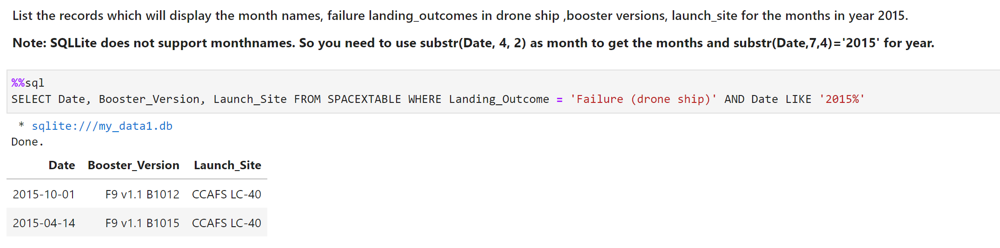 List the records which will display the month names, failure landing_outcomes in drone ship ,booster versions, launch_site for the months in year 2015.
Note: SQLLite does not support monthnames. So you need to use substr(Date, 4, 2) as month to get the months and substr(Date,7,4)='2015' for year.
%%sql
SELECT Date, Booster_Version, Launch_Site FROM SPACEXTABLE WHERE Landing_Outcome = 'Failure (drone ship)' AND Date LIKE '2015%'
* sqlite:///my_data1.db
Done.
Date Booster_Version Launch_Site
2015-10-01 F9 v1.1 B1012 CCAFS LC-40
2015-04-14 F9 v1.1 B1015 CCAFS LC-40